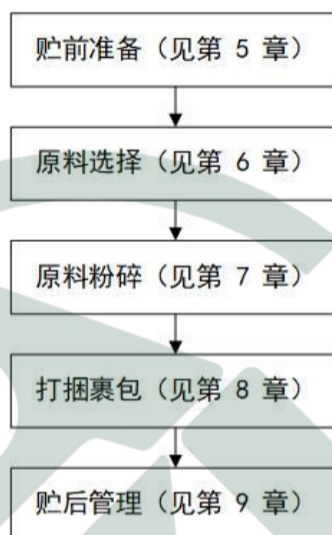 贮前准备（见第 5 章）
原料选择（见第 6 章）
原料粉碎（见第 7 章）
打捆裹包（见第 8 章）
贮后管理（见第 9 章）